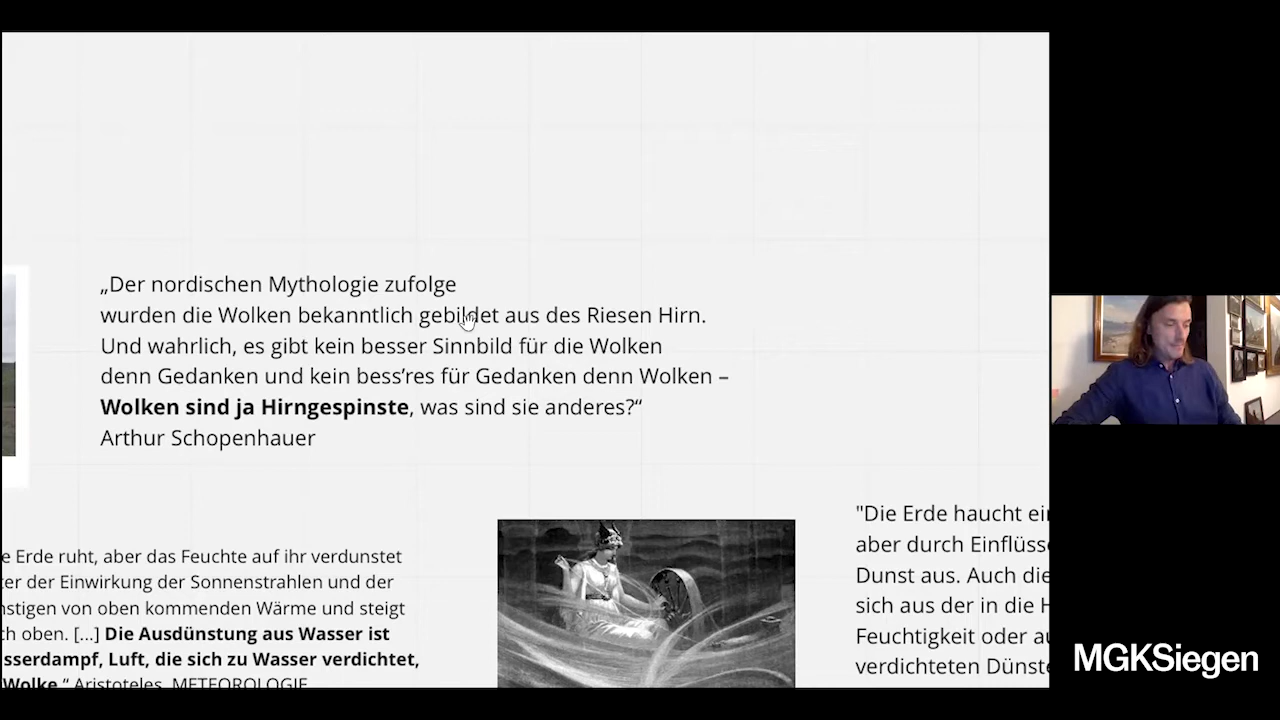 „Der nordischen Mythologie zufolge
wurden die Wolken bekanntlich gebildet aus des Riesen Hirn.
Und wahrlich, es gibt kein besser Sinnbild für die Wolken
denn Gedanken und kein bess’res für Gedanken denn Wolken –
Wolken sind ja Hirngespinste, was sind sie anderes?“
Arthur Schopenhauer
e Erde ruht, aber das Feuchte auf ihr verdunstet
ter der Einwirkung der Sonnenstrahlen und der
nstigen von oben kommenden Wärme und steigt
ch oben. [...] Die Ausdünstung aus Wasser ist
sserdampf, Luft, die sich zu Wasser verdichtet,
Wolke.“ Aristoteles, METEOROLOGIE
"Die Erde haucht ei
aber durch Einflüss
Dunst aus. Auch die
sich aus der in die H
Feuchtigkeit oder au
verdichteten Dünste
MGKSiegen